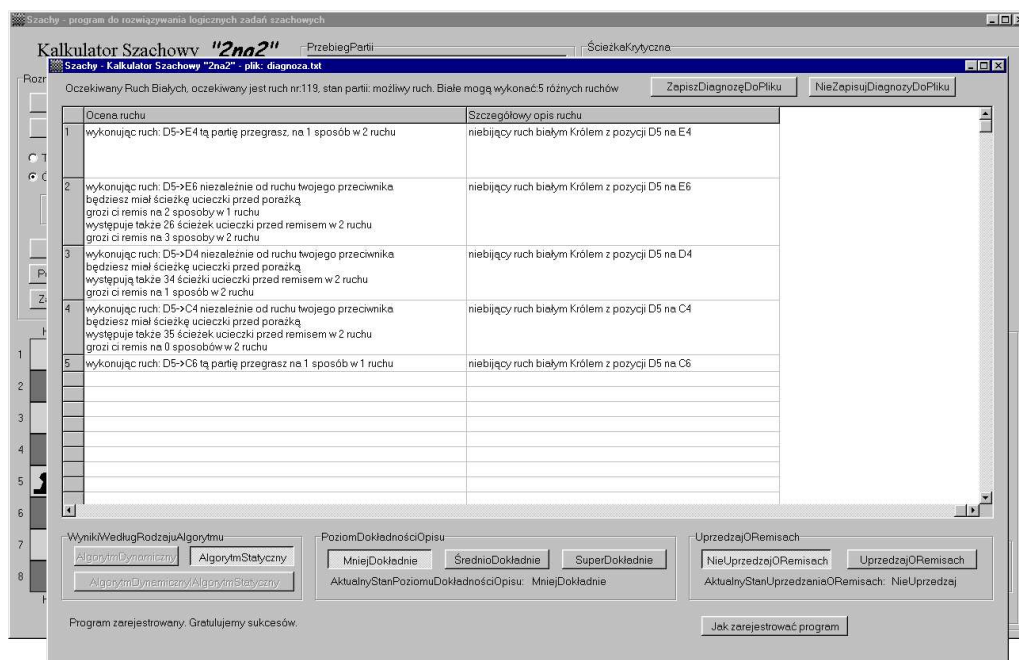 Szachy - program do rozwiązywania logicznych zadań szachowych
Kalkulator Szachowy "2na2"
PrzebiegPartii
ŚcieżkaKrytyczna
Szachy - Kalkulator Szachowy "2na2" - plik: diagnoza.txt
Oczekiwany Ruch Białych, oczekiwany jest ruch nr:119, stan partii: możliwy ruch. Białe mogą wykonać:5 różnych ruchów
ZapiszDiagnozęDoPliku
NieZapisujDiagnozyDoPliku
Ocena ruchu
Szczegółowy opis ruchu
1 wykonując ruch: D5->E4 tą partię przegrasz, na 1 sposób w 2 ruchu
niebijący ruch białym Królem z pozycji D5 na E4
2 wykonując ruch: D5->E6 niezależnie od ruchu twojego przeciwnika
będziesz miał ścieżkę ucieczki przed porażką
grozi ci remis na 2 sposoby w 1 ruchu
występuje także 26 ścieżek ucieczki przed remisem w 2 ruchu
grozi ci remis na 3 sposoby w 2 ruchu
niebijący ruch białym Królem z pozycji D5 na E6
3 wykonując ruch: D5->D4 niezależnie od ruchu twojego przeciwnika
będziesz miał ścieżkę ucieczki przed porażką
występują także 34 ścieżki ucieczki przed remisem w 2 ruchu
grozi ci remis na 1 sposób w 2 ruchu
niebijący ruch białym Królem z pozycji D5 na D4
4 wykonując ruch: D5->C4 niezależnie od ruchu twojego przeciwnika
będziesz miał ścieżkę ucieczki przed porażką
występuje także 35 ścieżek ucieczki przed remisem w 2 ruchu
grozi ci remis na 0 sposobów w 2 ruchu
niebijący ruch białym Królem z pozycji D5 na C4
5 wykonując ruch: D5->C6 tą partię przegrasz na 1 sposób w 1 ruchu
niebijący ruch białym Królem z pozycji D5 na C6
1
2
3
4
5
6
7
8
WynikiWedługRodzajuAlgorytmu
AlgorytmDynamiczny
AlgorytmStatyczny
AlgorytmDynamiczny/AlgorytmStatyczny
PoziomDokładnościOpisu
MniejDokładnie
ŚrednioDokładnie
SuperDokładnie
AktualnyStanPoziomuDokładnościOpisu: MniejDokładnie
UprzedzajORemisach
NieUprzedzajORemisach
UprzedzajORemisach
AktualnyStanUprzedzaniaORemisach: NieUprzedzaj
Program zarejestrowany. Gratulujemy sukcesów.
Jak zarejestrować program